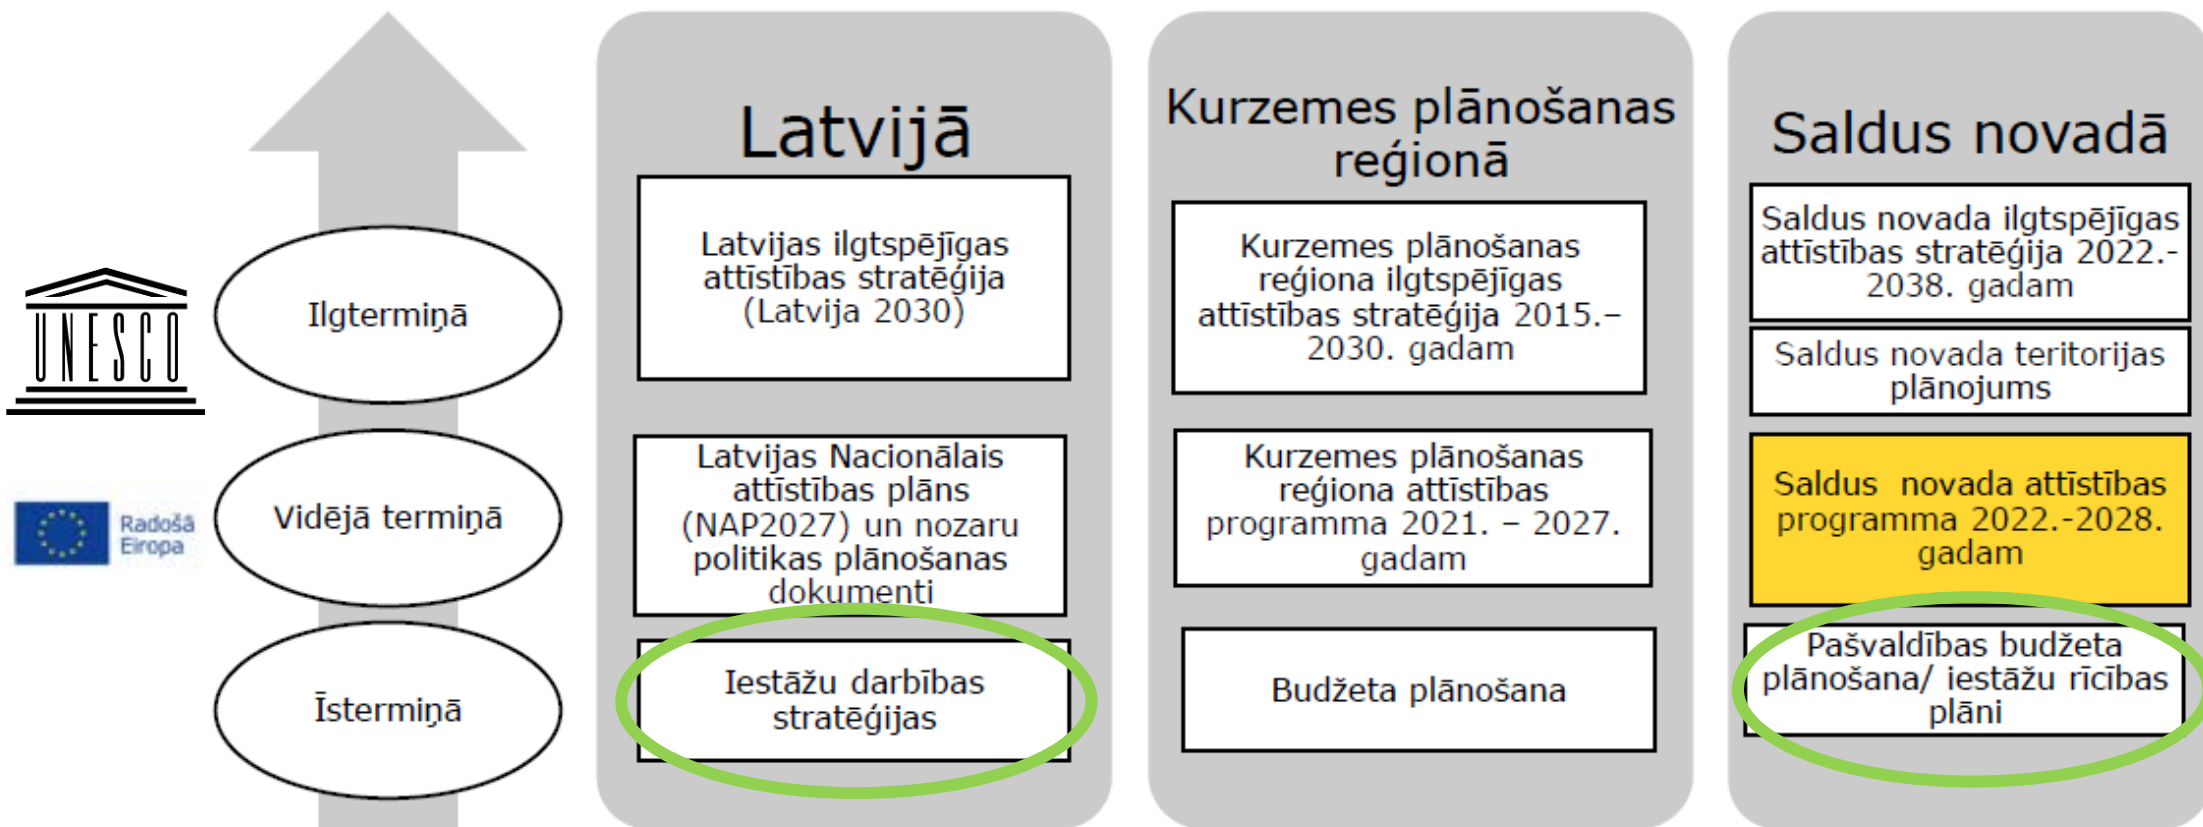 UNESCO
Radošā
Eiropa
Ilgtermiņā
Vidējā termiņā
Īstermiņā
Latvijā
Latvijas ilgtspējīgas
attīstības stratēģija
(Latvija 2030)
Latvijas Nacionālais
attīstības plāns
(NAP2027) un nozaru
politikas plānošanas
dokumenti
Iestāžu darbības
stratēģijas
Kurzemes plānošanas
reģionā
Kurzemes plānošanas
reģiona ilgtspējīgas
attīstības stratēģija 2015.–
2030. gadam
Kurzemes plānošanas
reģiona attīstības
programma 2021. – 2027.
gadam
Budžeta plānošana
Saldus novadā
Saldus novada ilgtspējīgas
attīstības stratēģija 2022.-
2038. gadam
Saldus novada teritorijas
plānojums
Saldus novada attīstības
programma 2022.-2028.
gadam
Pašvaldības budžeta
plānošana/ iestāžu rīcības
plāni